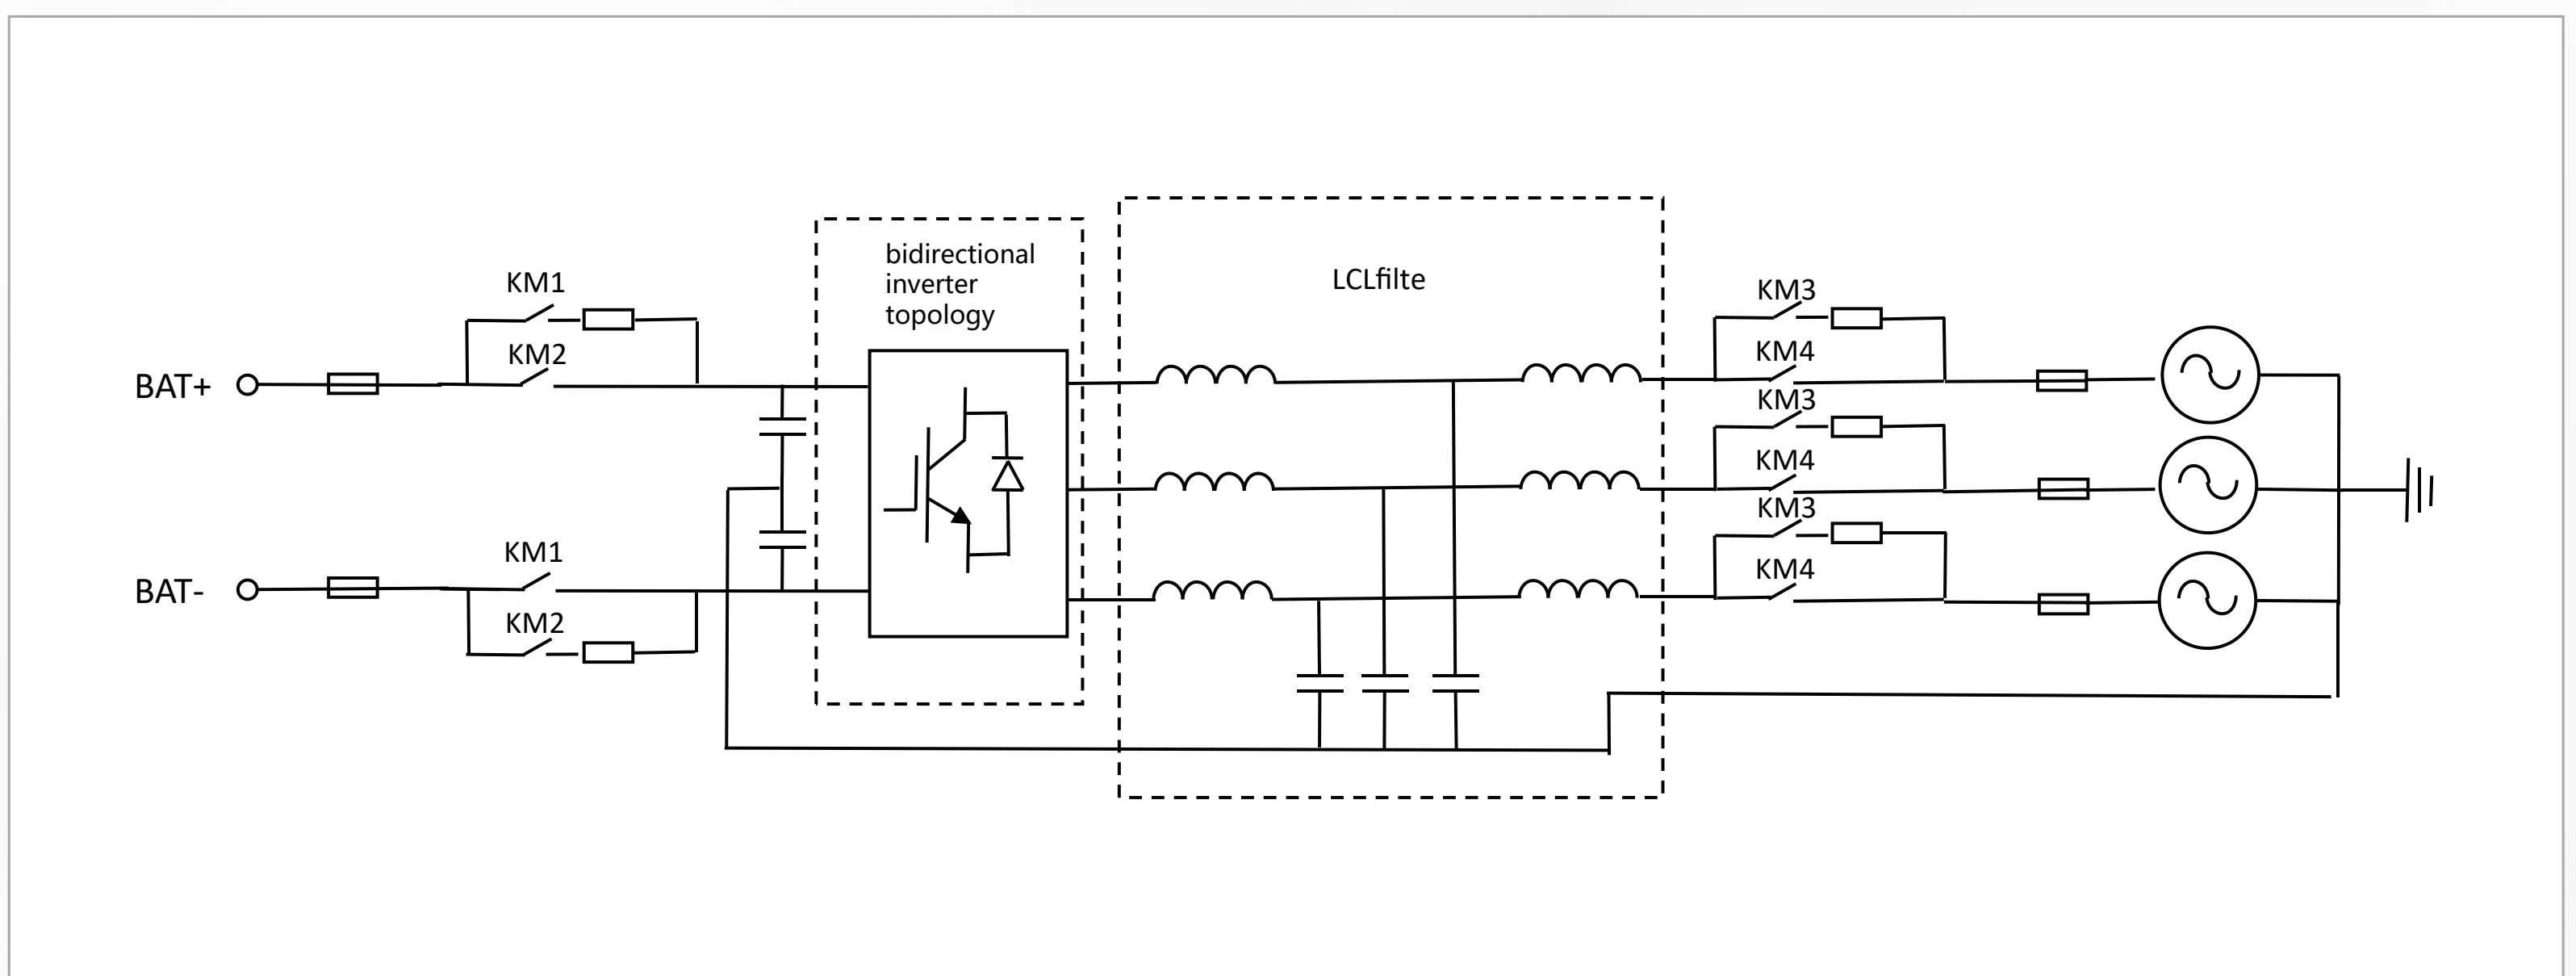 bidirectional
inverter
topology
LCLfilte
KM1
KM2
BAT+
KM3
KM4
KM3
KM4
KM3
KM4
KM1
BAT-
KM2